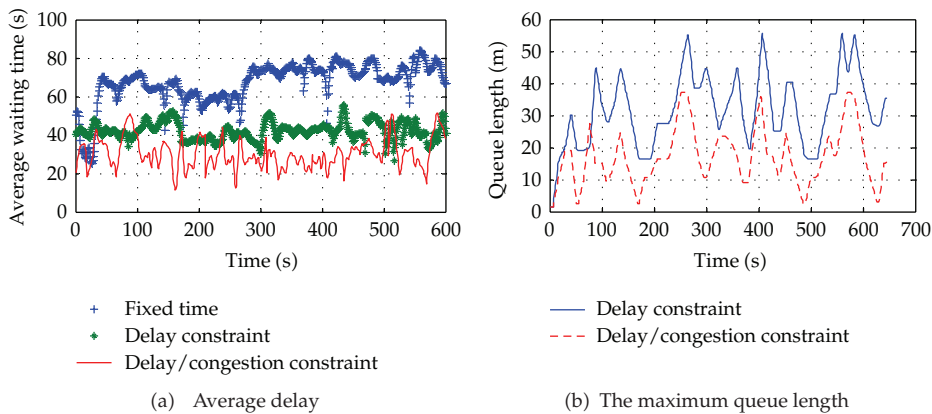 100
80
60
40
20
0
Average waiting time (s)
0 100 200 300 400 500 600
Time (s)
Fixed time
Delay constraint
Delay/congestion constraint
(a) Average delay
60
50
40
30
20
10
0
Queue length (m)
0 100 200 300 400 500 600 700
Time (s)
Delay constraint
Delay/congestion constraint
(b) The maximum queue length